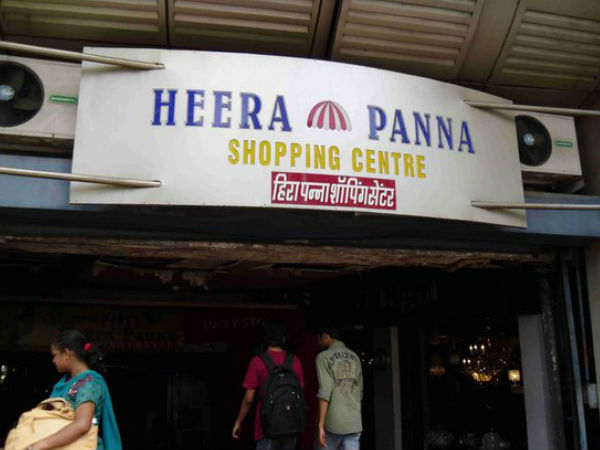 HEERA PANNA
SHOPPING CENTRE
हिरा पन्ना शॉपिंग सेंटर